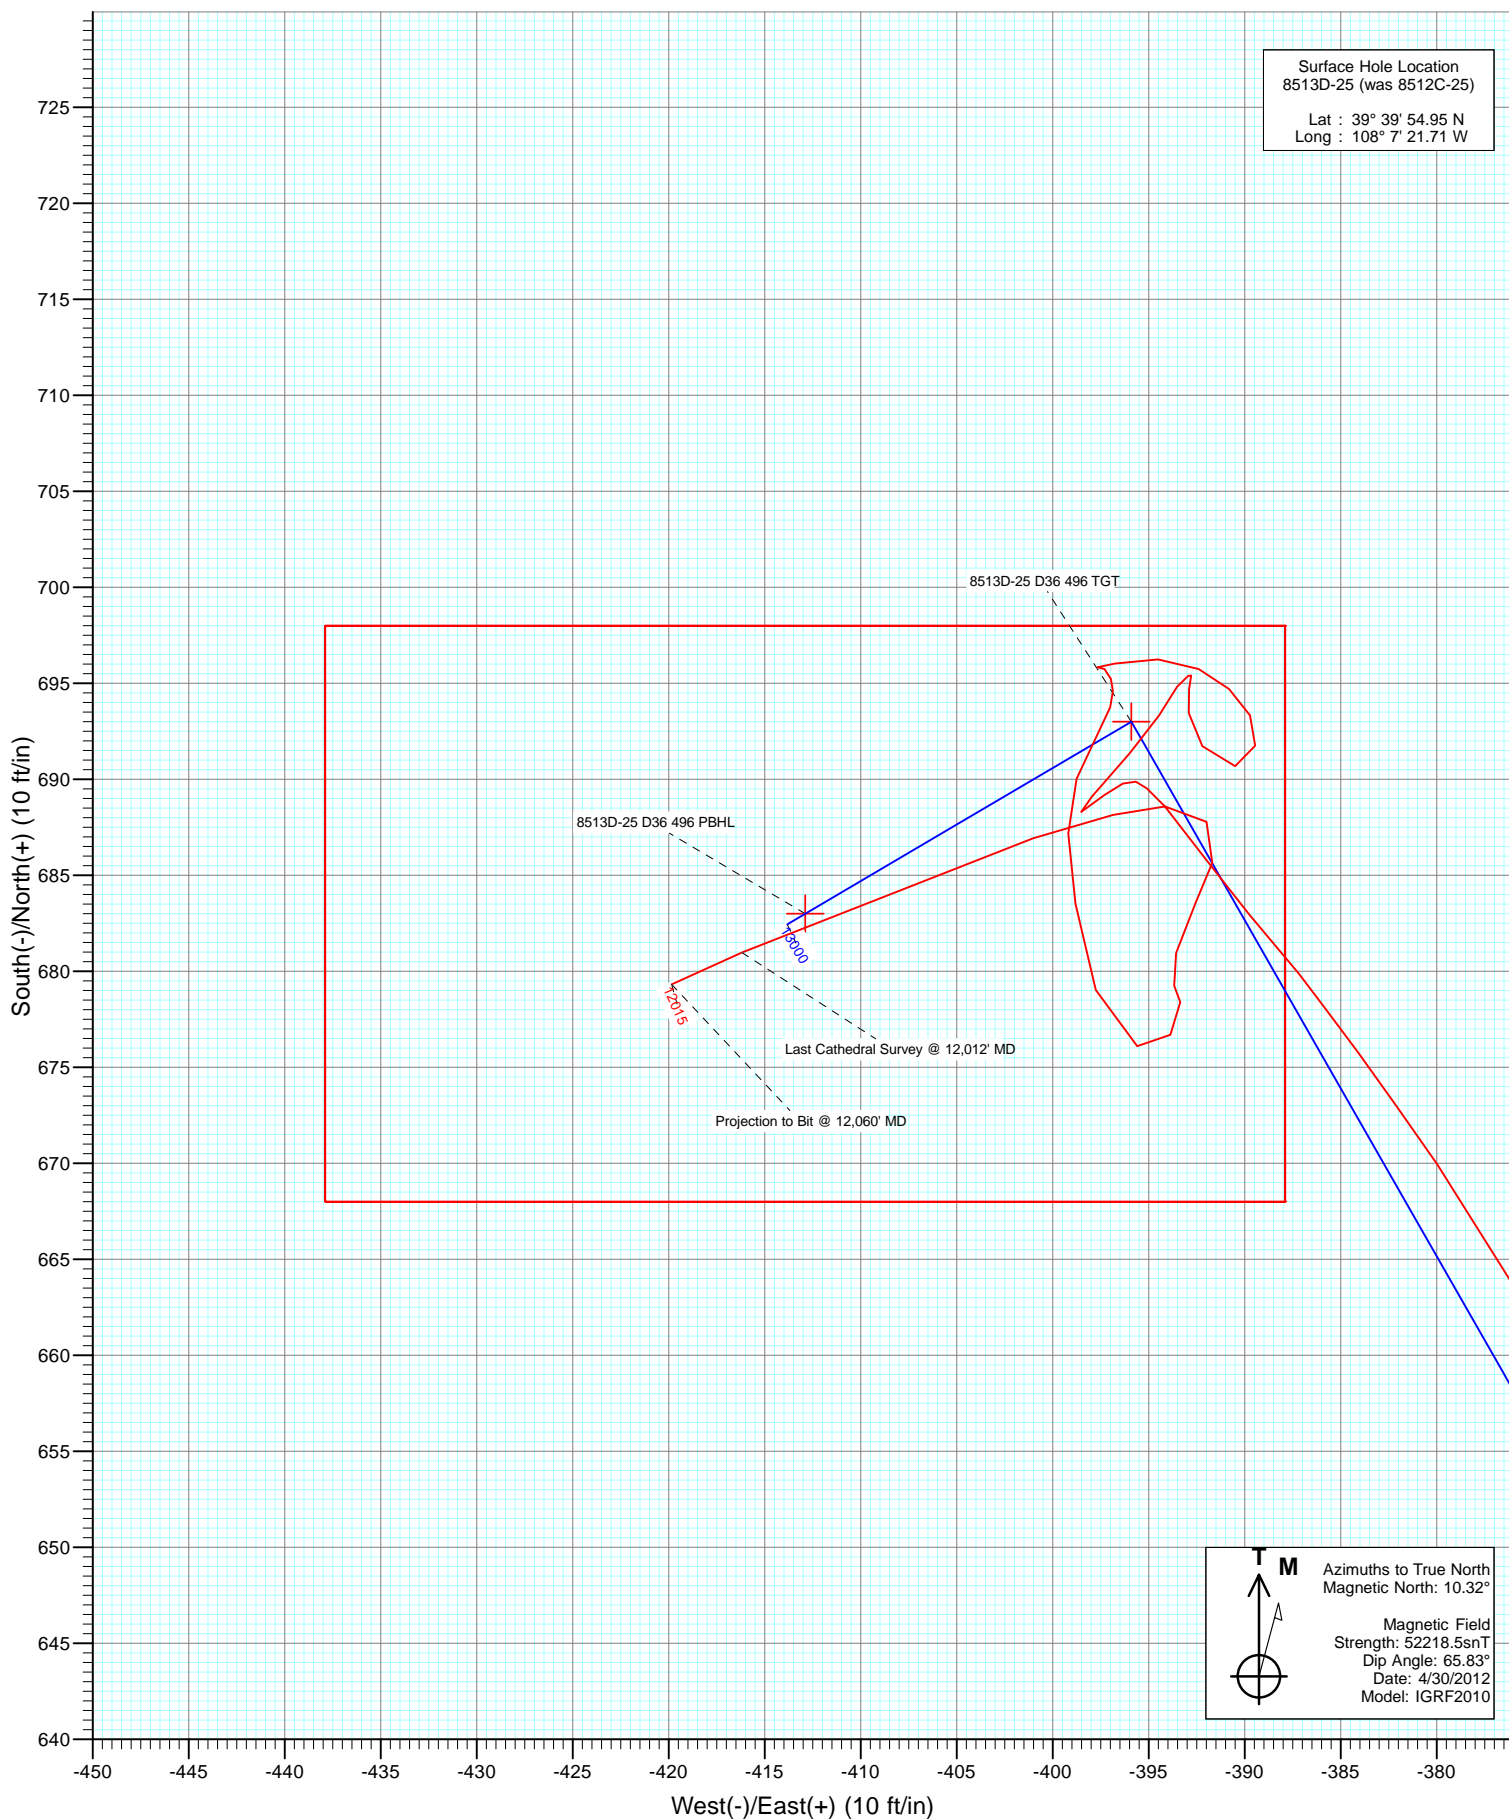 Surface Hole Location
8513D-25 (was 8512C-25)
Lat : 39° 39' 54.95 N
Long : 108° 7' 21.71 W
725
720
715
710
705
700
695
690
685
680
675
670
665
660
655
650
645
640
South(-)/North(+) (10 ft/in)
8513D-25 D36 496 TGT
8513D-25 D36 496 PBHL
13000
12015
Last Cathedral Survey @ 12,012' MD
Projection to Bit @ 12,060' MD
T M
Azimuths to True North
Magnetic North: 10.32°
Magnetic Field
Strength: 52218.5snT
Dip Angle: 65.83°
Date: 4/30/2012
Model: IGRF2010
-450 -445 -440 -435 -430 -425 -420 -415 -410 -405 -400 -395 -390 -385 -380
West(-)/East(+) (10 ft/in)